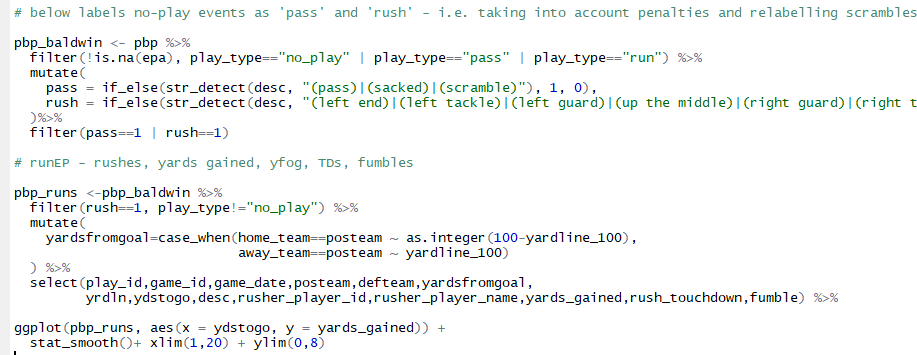 # below labels no-play events as 'pass' and 'rush' - i.e. taking into account penalties and relabelling scrambles
pbp_baldwin <- pbp %>%
  filter(!is.na(epa), play_type=="no_play" | play_type=="pass" | play_type=="run") %>%
  mutate(
    pass = if_else(str_detect(desc, "(pass)|(sacked)|(scramble)"), 1, 0),
    rush = if_else(str_detect(desc, "(left end)|(left tackle)|(left guard)|(up the middle)|(right guard)|(right t
  )%>%
  filter(pass==1 | rush==1)
# runEP - rushes, yards gained, yfog, TDs, fumbles
pbp_runs <-pbp_baldwin %>%
  filter(rush==1, play_type!="no_play") %>%
  mutate(
    yardsfromgoal=case_when(home_team==posteam ~ as.integer(100-yardline_100),
                            away_team==posteam ~ yardline_100)
  ) %>%
  select(play_id,game_id,game_date,posteam,defteam,yardsfromgoal,
         yrdln,ydstogo,desc,rusher_player_id,rusher_player_name,yards_gained,rush_touchdown,fumble) %>%
ggplot(pbp_runs, aes(x = ydstogo, y = yards_gained)) +
  stat_smooth()+ xlim(1,20) + ylim(0,8)